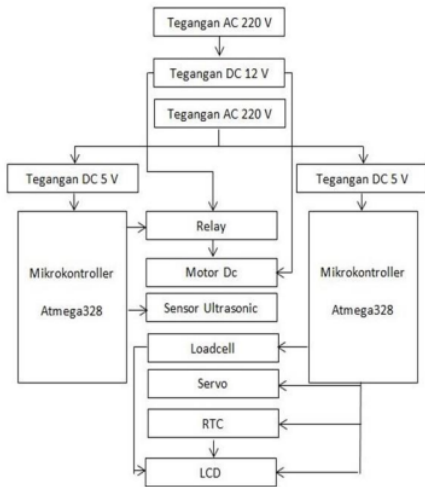 Tegangan AC 220 V
Tegangan DC 12 V
Tegangan AC 220 V
Tegangan DC 5 V
Tegangan DC 5 V
Mikrokontroller
Atmega328
Relay
Motor Dc
Sensor Ultrasonic
Loadcell
Servo
RTC
LCD
Mikrokontroller
Atmega328